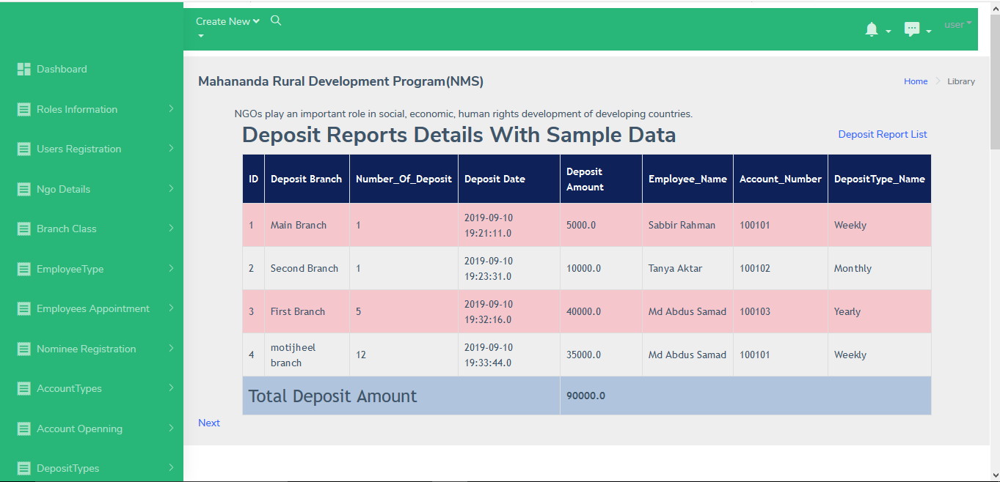 Create New
user
Dashboard
Roles Information
Users Registration
Ngo Details
Branch Class
EmployeeType
Employees Appointment
Nominee Registration
AccountTypes
Account Openning
DepositTypes
Mahananda Rural Development Program(NMS)
Home Library
NGOs play an important role in social, economic, human rights development of developing countries.
Deposit Reports Details With Sample Data
Deposit Report List
ID Deposit Branch Number_Of_Deposit Deposit Date Deposit Amount Employee_Name Account_Number DepositType_Name
1 Main Branch 1 2019-09-10 19:21:11.0 5000.0 Sabbir Rahman 100101 Weekly
2 Second Branch 1 2019-09-10 19:23:31.0 10000.0 Tanya Aktar 100102 Monthly
3 First Branch 5 2019-09-10 19:32:16.0 40000.0 Md Abdus Samad 100103 Yearly
4 motijheel branch 12 2019-09-10 19:33:44.0 35000.0 Md Abdus Samad 100101 Weekly
Total Deposit Amount 90000.0
Next